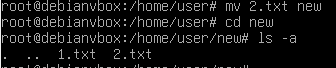 root@debianvbox:/home/user# mv 2.txt new
root@debianvbox:/home/user# cd new
root@debianvbox:/home/user/new# ls -a
.  ..  1.txt  2.txt